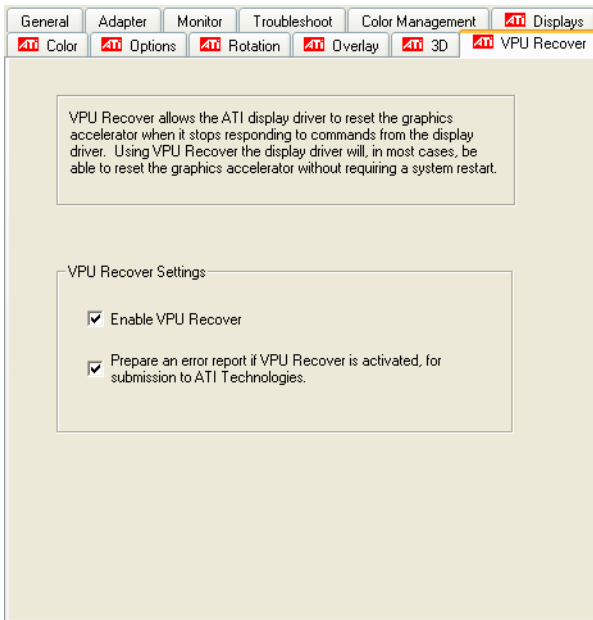 General Adapter Monitor Troubleshoot Color Management ATI Displays
ATI Color ATI Options ATI Rotation ATI Overlay ATI 3D ATI VPU Recover
VPU Recover allows the ATI display driver to reset the graphics
accelerator when it stops responding to commands from the display
driver. Using VPU Recover the display driver will, in most cases, be
able to reset the graphics accelerator without requiring a system restart.
VPU Recover Settings
Enable VPU Recover
Prepare an error report if VPU Recover is activated, for
submission to ATI Technologies.